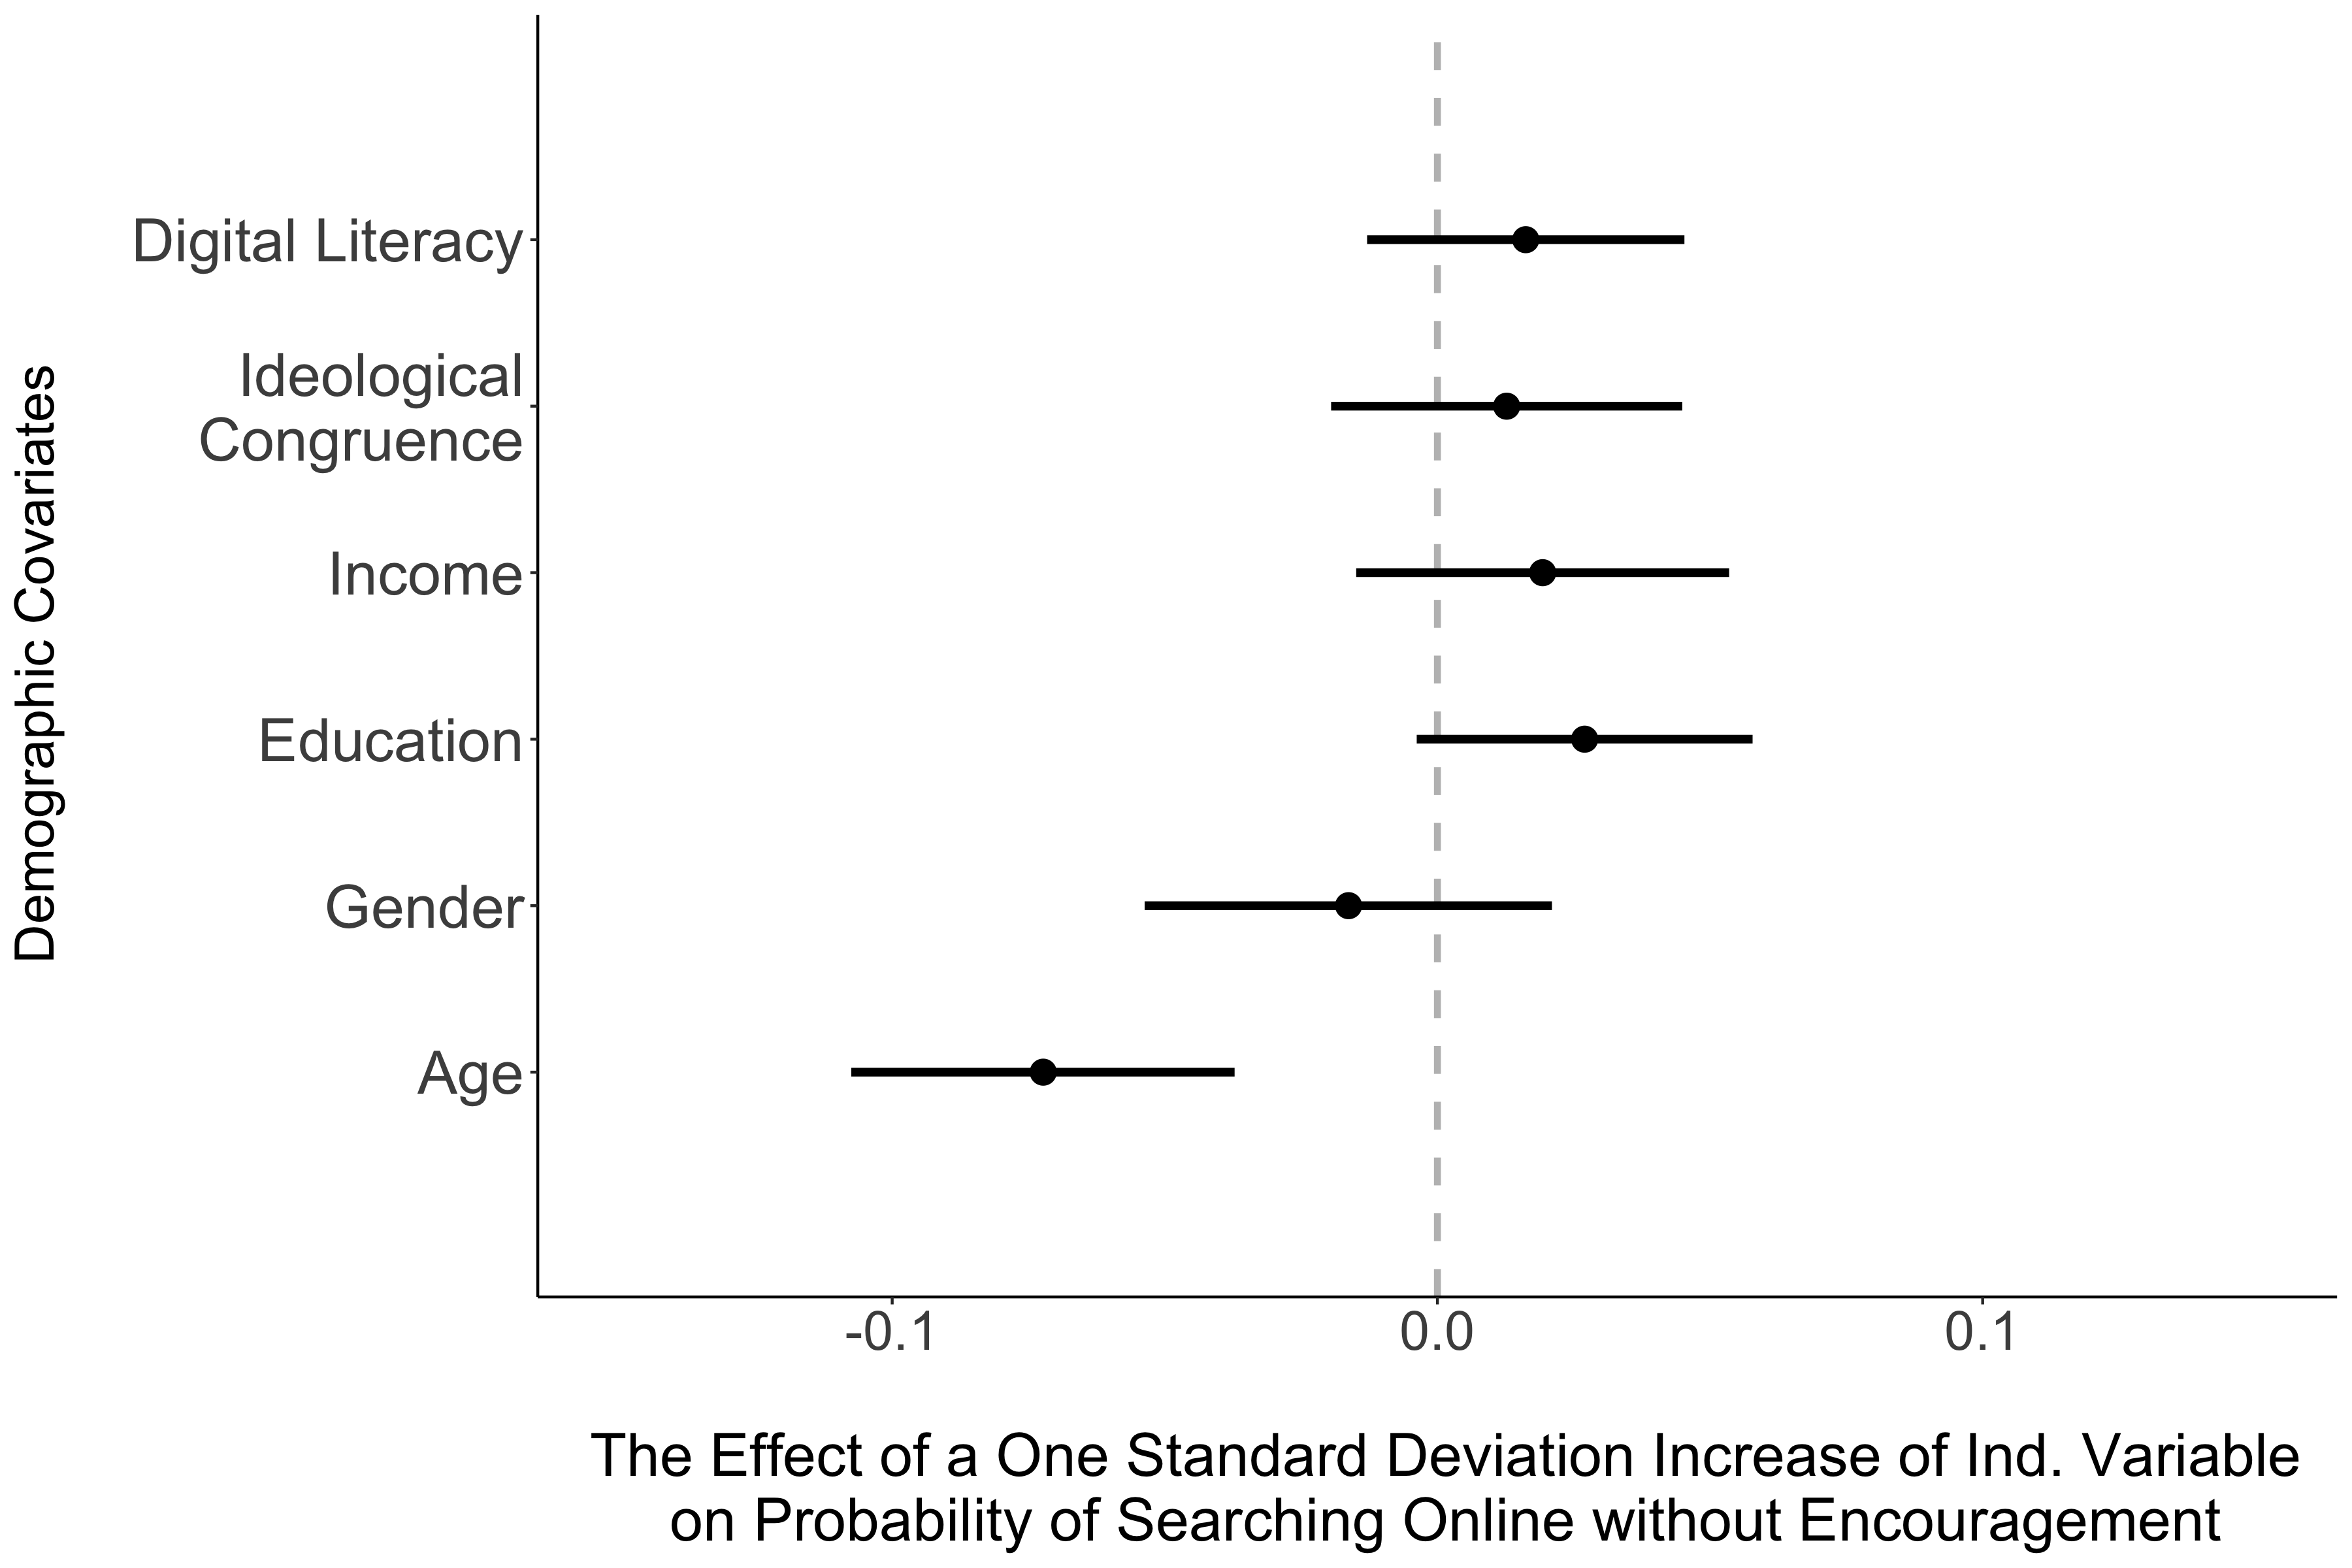 Demographic Covariates
Digital Literacy
Ideological
Congruence
Income
Education
Gender
Age
-0.1
0.0
0.1
The Effect of a One Standard Deviation Increase of Ind. Variable
on Probability of Searching Online without Encouragement